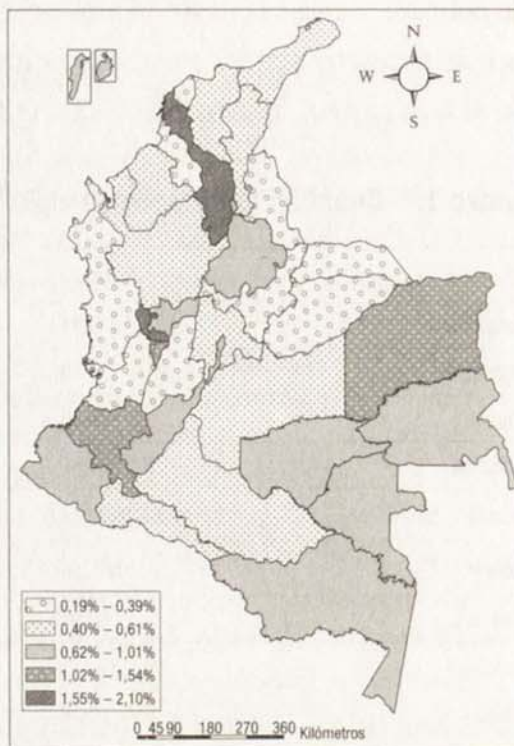 N
W E
S
0,19% – 0,39%
0,40% – 0,61%
0,62% – 1,01%
1,02% – 1,54%
1,55% – 2,10%
0 45 90 180 270 360 Kilómetros